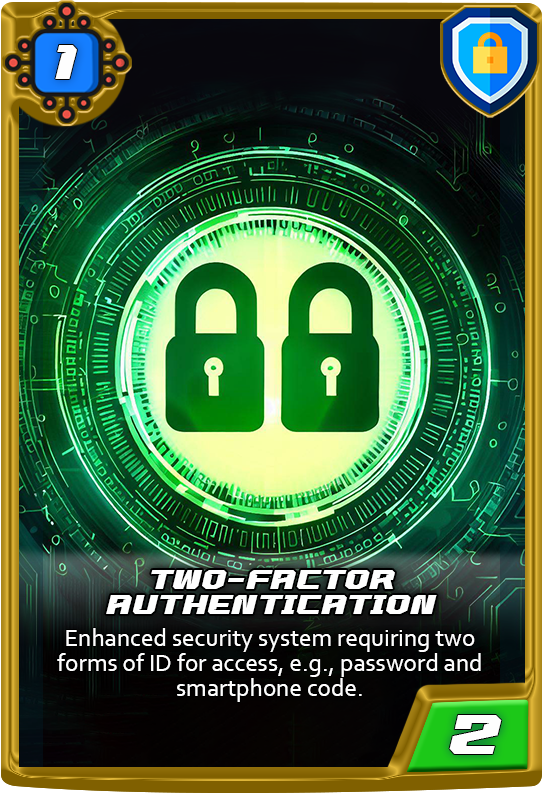 1
TWO-FACTOR
AUTHENTICATION
Enhanced security system requiring two
forms of ID for access, e.g., password and
smartphone code.
2